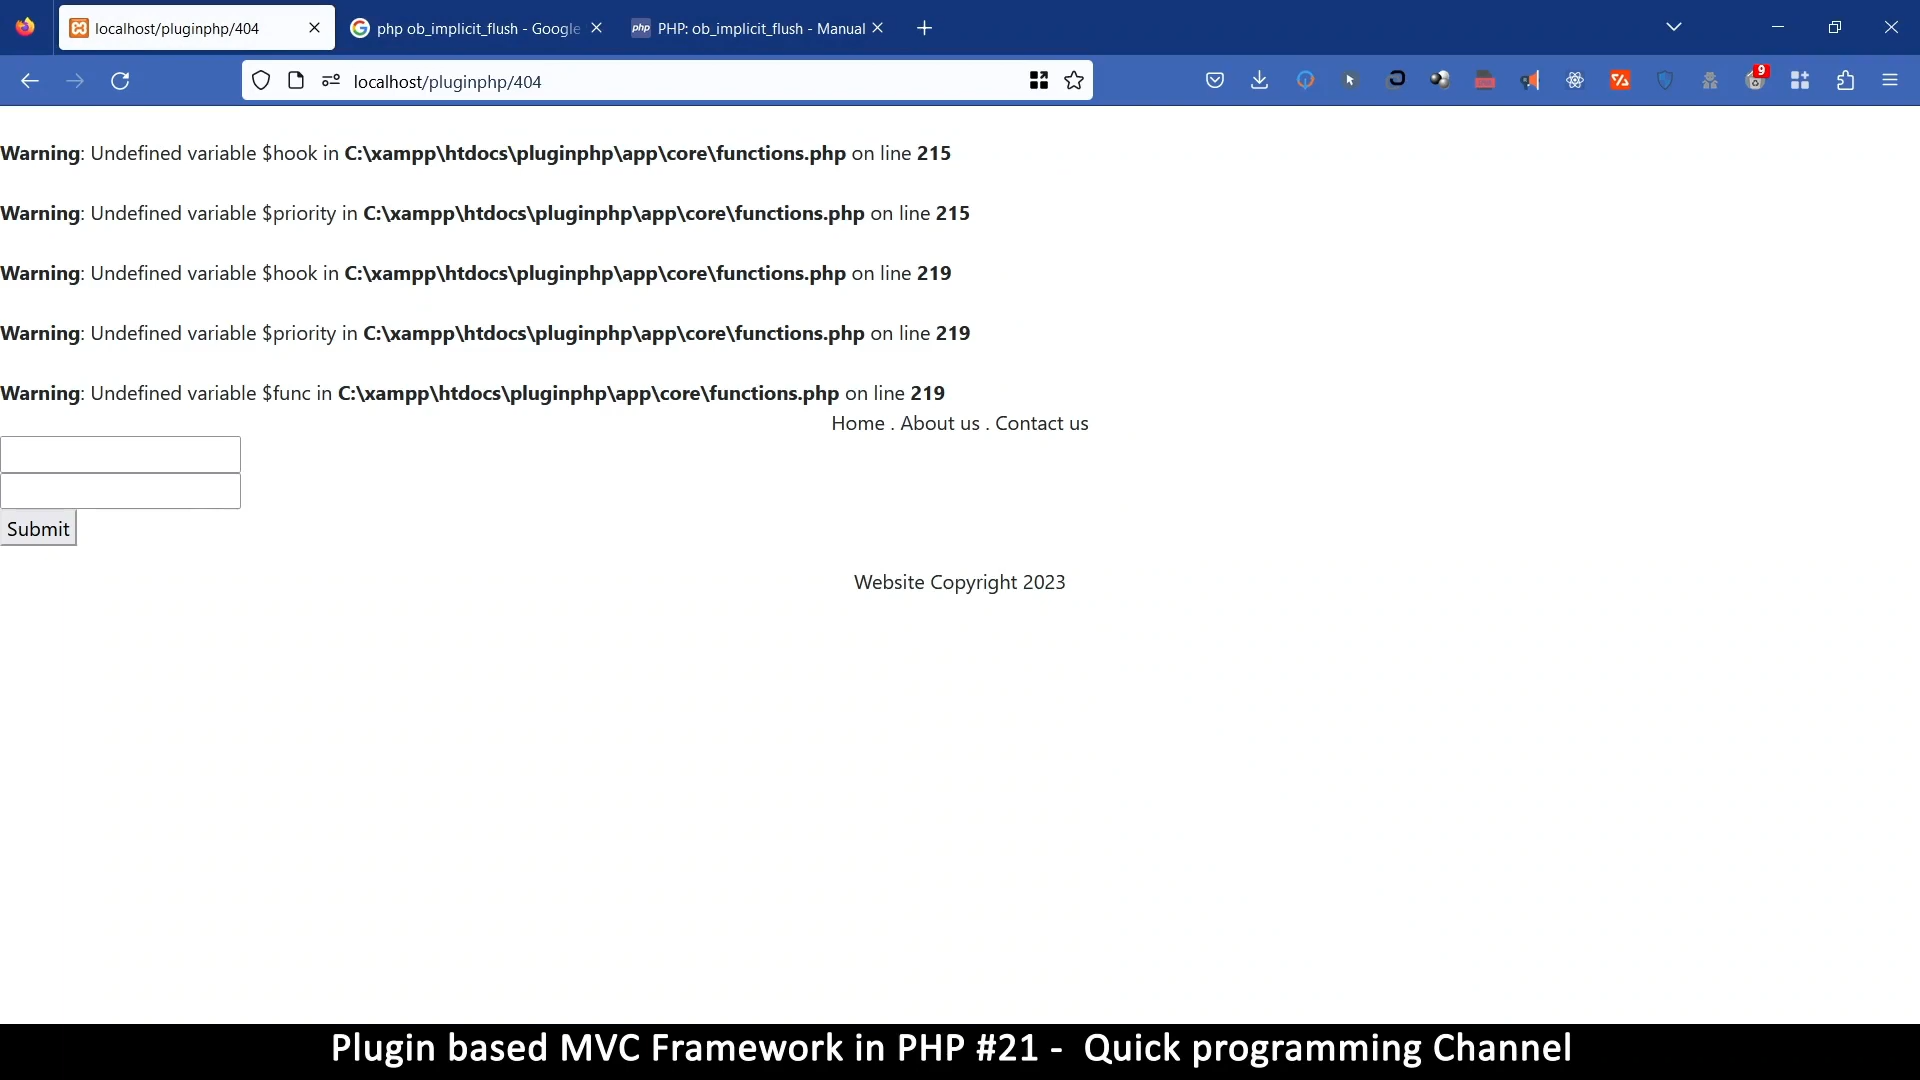 localhost/pluginphp/404
php ob_implicit_flush - Google
php PHP: ob_implicit_flush - Manual
localhost/pluginphp/404
9
Warning: Undefined variable $hook in C:\xampp\htdocs\pluginphp\app\core\functions.php on line 215
Warning: Undefined variable $priority in C:\xampp\htdocs\pluginphp\app\core\functions.php on line 215
Warning: Undefined variable $hook in C:\xampp\htdocs\pluginphp\app\core\functions.php on line 219
Warning: Undefined variable $priority in C:\xampp\htdocs\pluginphp\app\core\functions.php on line 219
Warning: Undefined variable $func in C:\xampp\htdocs\pluginphp\app\core\functions.php on line 219
Home . About us . Contact us
Submit
Website Copyright 2023
Plugin based MVC Framework in PHP #21 - Quick programming Channel